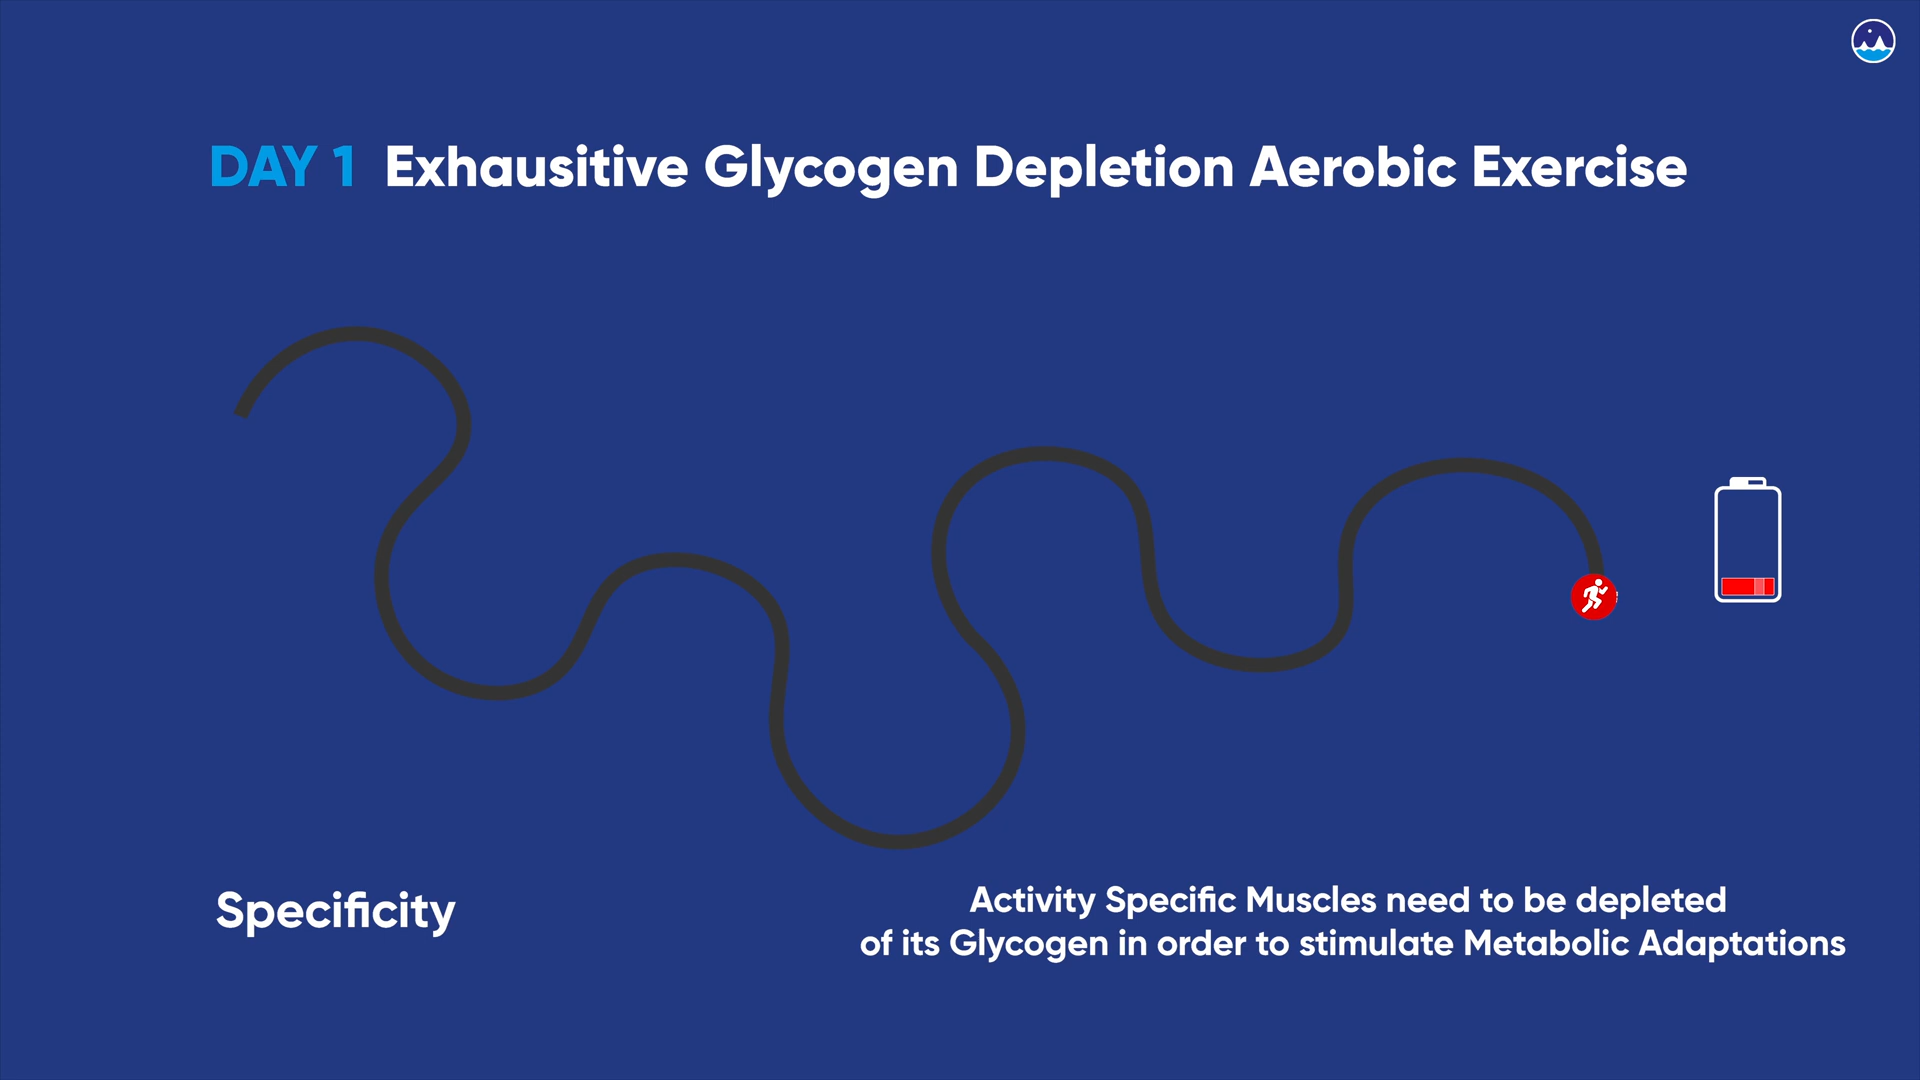 DAY 1 Exhausitive Glycogen Depletion Aerobic Exercise
Specificity
Activity Specific Muscles need to be depleted
of its Glycogen in order to stimulate Metabolic Adaptations